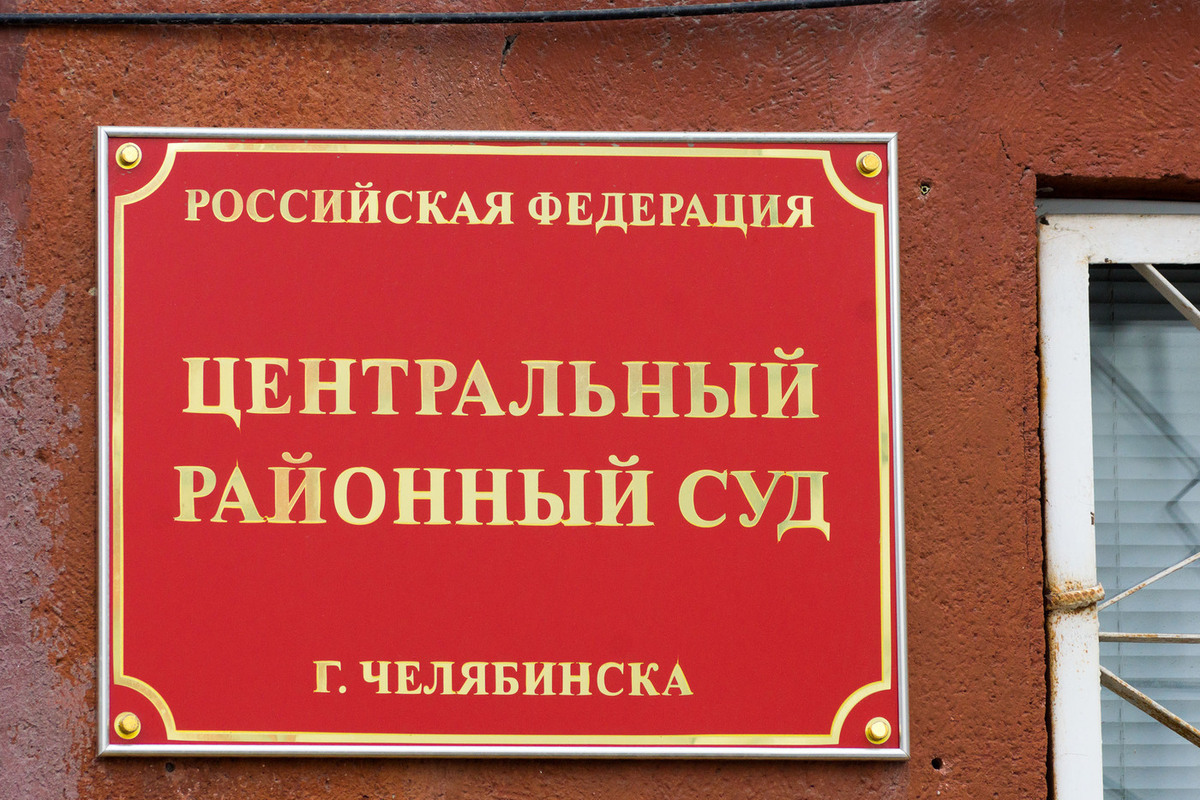 РОССИЙСКАЯ ФЕДЕРАЦИЯ
ЦЕНТРАЛЬНЫЙ
РАЙОННЫЙ СУД
Г. ЧЕЛЯБИНСКА